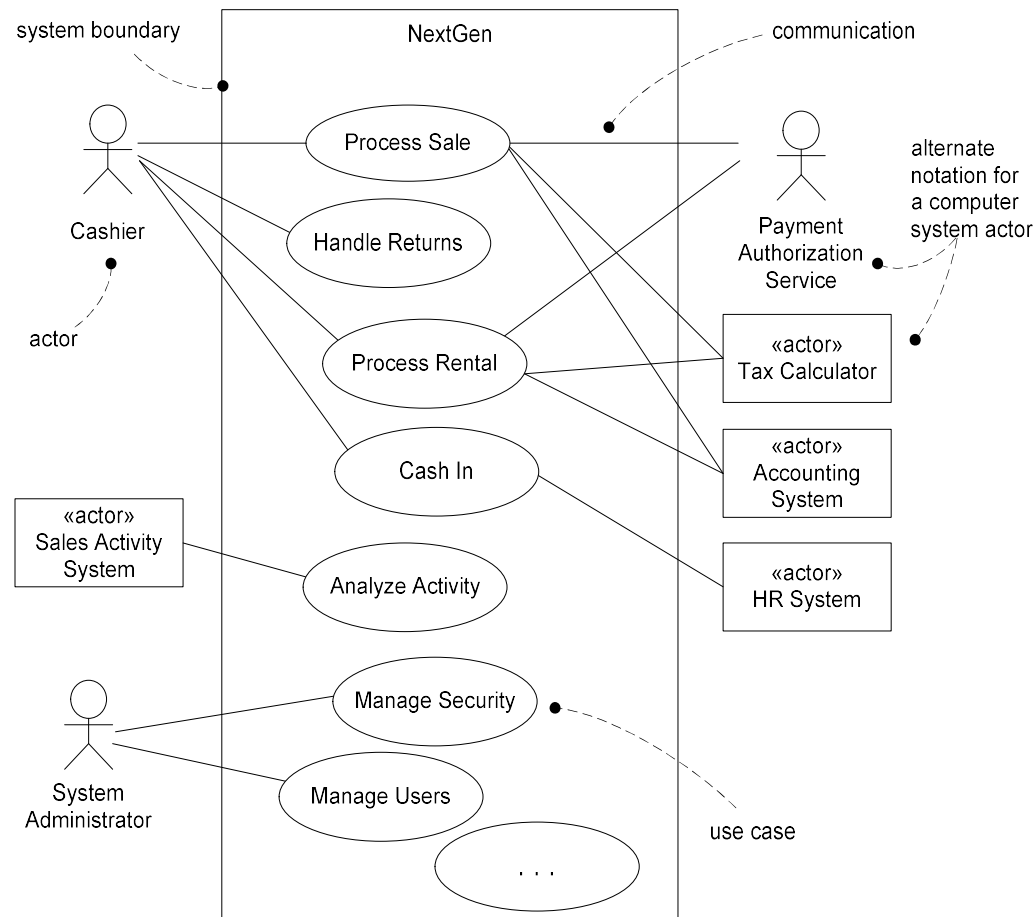 system boundary
NextGen
communication
Process Sale
alternate
notation for
a computer
system actor
Cashier
Handle Returns
Payment
Authorization
Service
actor
Process Rental
«actor»
Tax Calculator
Cash In
«actor»
Accounting
System
«actor»
Sales Activity
System
Analyze Activity
«actor»
HR System
Manage Security
System
Administrator
Manage Users
use case
. . .